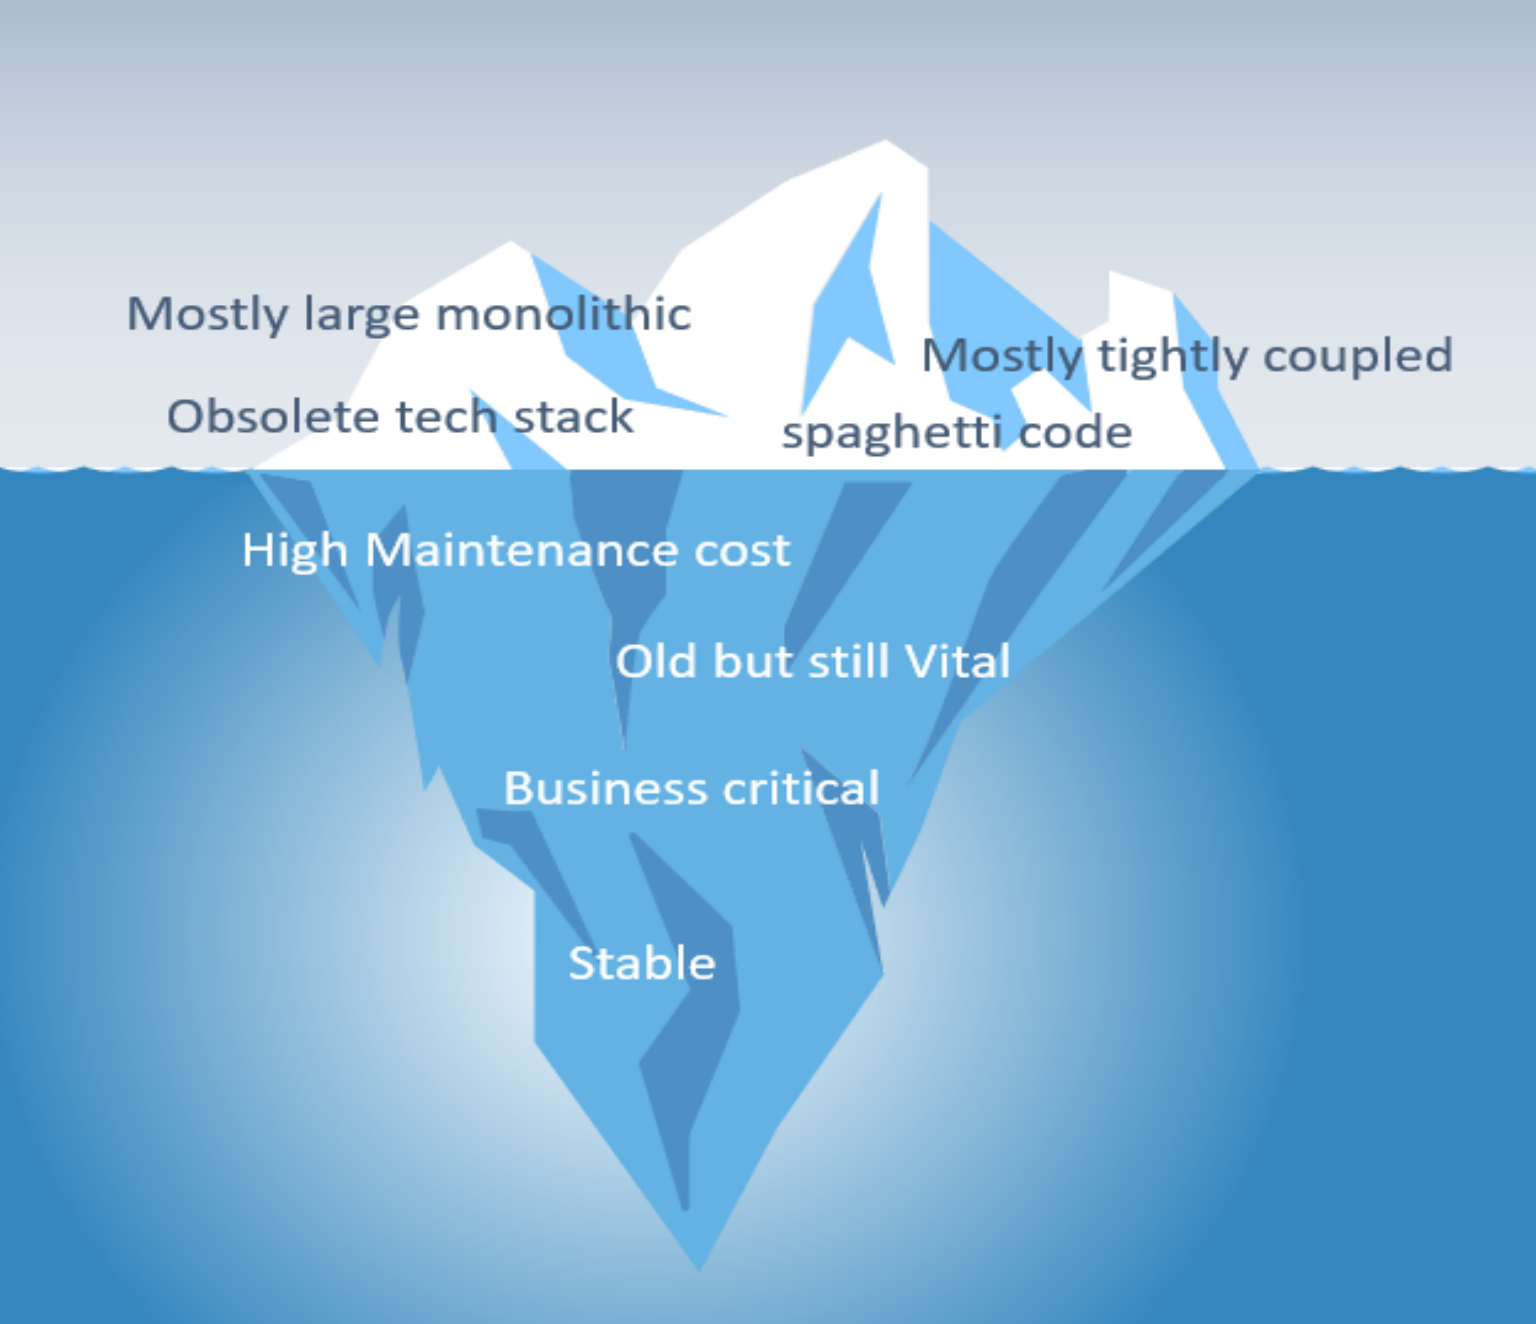 Mostly large monolithic
Mostly tightly coupled
Obsolete tech stack
spaghetti code
High Maintenance cost
Old but still Vital
Business critical
Stable